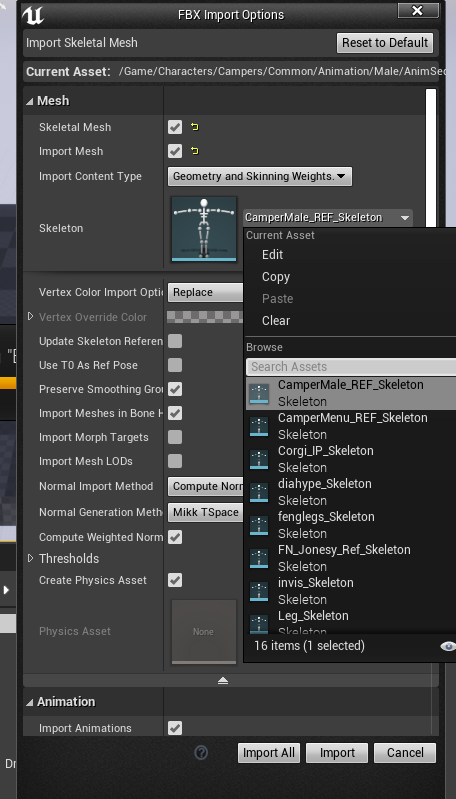 FBX Import Options
Import Skeletal Mesh
Reset to Default
Current Asset: /Game/Characters/Campers/Common/Animation/Male/AnimSec
Mesh
Skeletal Mesh
Import Mesh
Import Content Type
Geometry and Skinning Weights.
Skeleton
CamperMale_REF_Skeleton
Current Asset
Edit
Copy
Paste
Clear
Browse
Search Assets
CamperMale_REF_Skeleton
Skeleton
CamperMenu_REF_Skeleton
Skeleton
Corgi_IP_Skeleton
Skeleton
diahype_Skeleton
Skeleton
fenglegs_Skeleton
Skeleton
FN_Jonesy_Ref_Skeleton
Skeleton
invis_Skeleton
Skeleton
Leg_Skeleton
Skeleton
16 items (1 selected)
Vertex Color Import Optio
Replace
Vertex Override Color
Update Skeleton Referen
Use T0 As Ref Pose
Preserve Smoothing Grou
Import Meshes in Bone H
Import Morph Targets
Import Mesh LODs
Normal Import Method
Compute Norm
Normal Generation Metho
Mikk TSpace
Compute Weighted Norm
Thresholds
Create Physics Asset
Physics Asset
None
Animation
Import Animations
Import All
Import
Cancel
"E
Dr